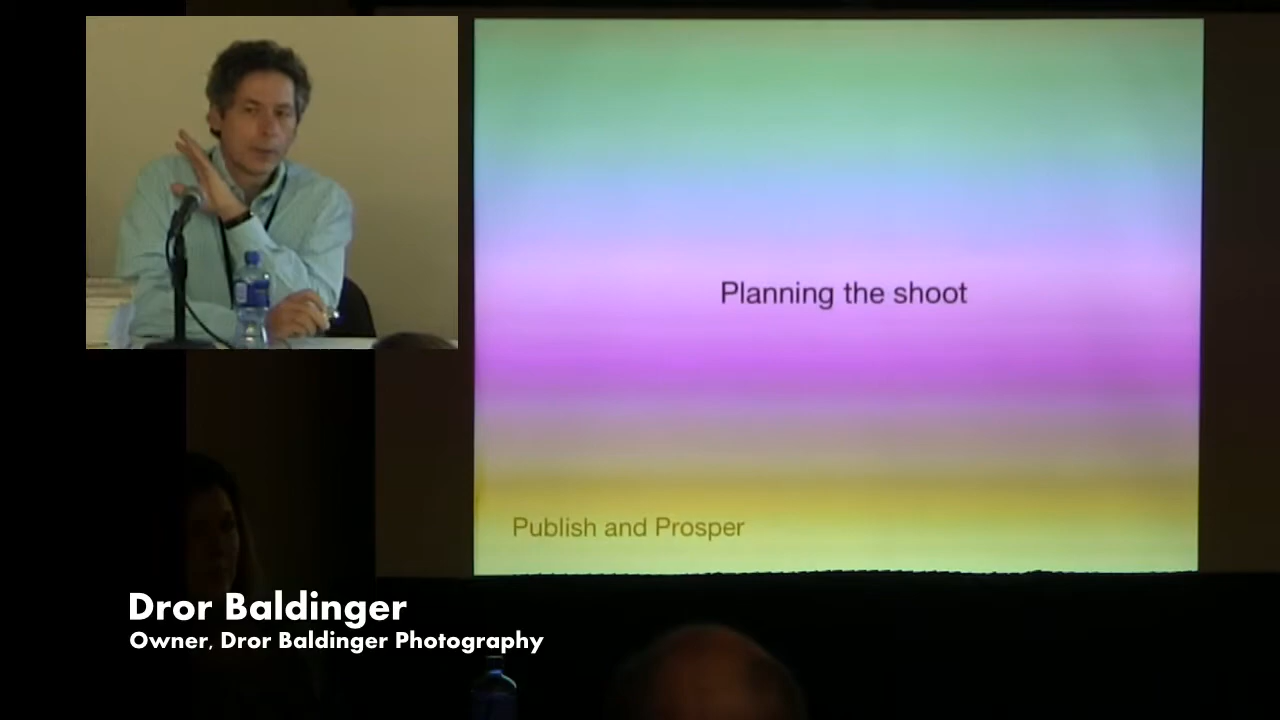 Planning the shoot
Publish and Prosper
Dror Baldinger
Owner, Dror Baldinger Photography